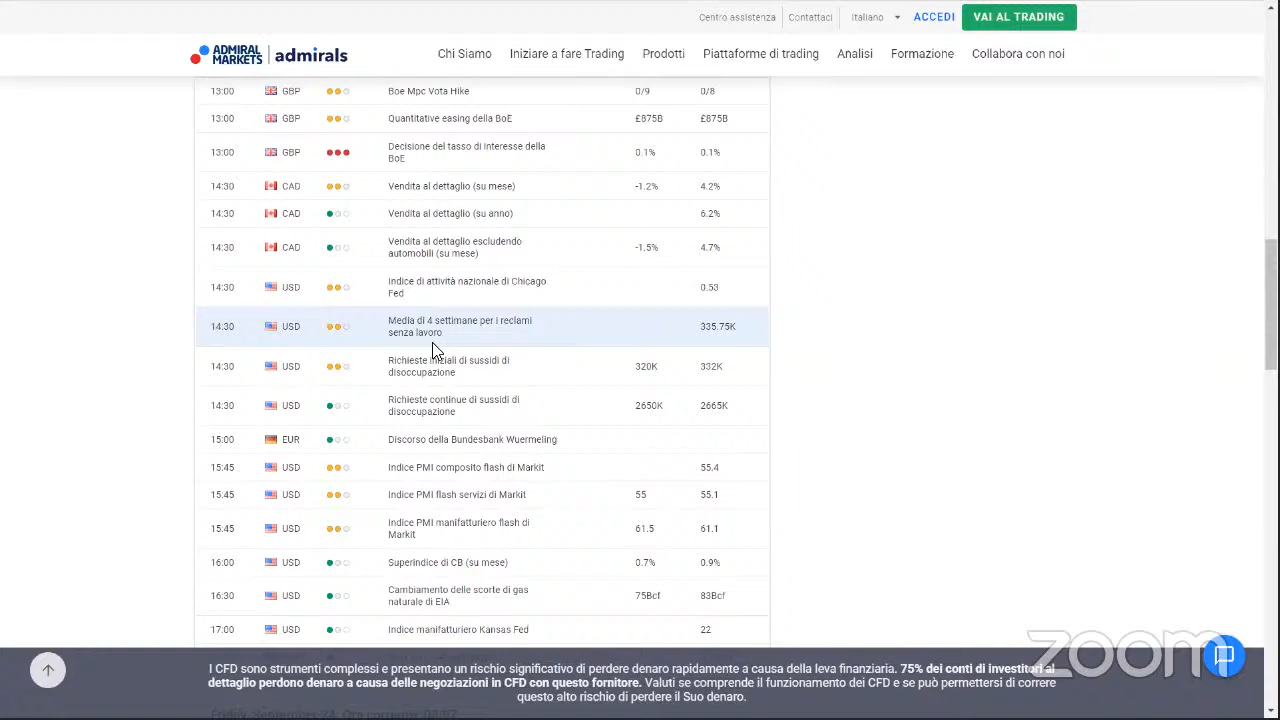 Centro assistenza Contattaci Italiano ACCEDI VAI AL TRADING
ADMIRAL MARKETS admirals Chi Siamo Iniziare a fare Trading Prodotti Piattaforme di trading Analisi Formazione Collabora con noi
13:00 GBP Boe Mpc Vota Hike 0/9 0/8
13:00 GBP Quantitative easing della BoE £875B £875B
13:00 GBP Decisione del tasso di interesse della BoE 0.1% 0.1%
14:30 CAD Vendita al dettaglio (su mese) -1.2% 4.2%
14:30 CAD Vendita al dettaglio (su anno) 6.2%
14:30 CAD Vendita al dettaglio escludendo automobili (su mese) -1.5% 4.7%
14:30 USD Indice di attività nazionale di Chicago Fed 0.53
14:30 USD Media di 4 settimane per i reclami senza lavoro 335.75K
14:30 USD Richieste iniziali di sussidi di disoccupazione 320K 332K
14:30 USD Richieste continue di sussidi di disoccupazione 2650K 2665K
15:00 EUR Discorso della Bundesbank Wuermeling
15:45 USD Indice PMI composito flash di Markit 55.4
15:45 USD Indice PMI flash servizi di Markit 55 55.1
15:45 USD Indice PMI manifatturiero flash di Markit 61.5 61.1
16:00 USD Superindice di CB (su mese) 0.7% 0.9%
16:30 USD Cambiamento delle scorte di gas naturale di EIA 75Bcf 83Bcf
17:00 USD Indice manifatturiero Kansas Fed 22
zoom
I CFD sono strumenti complessi e presentano un rischio significativo di perdere denaro rapidamente a causa della leva finanziaria. 75% dei conti di investitori al
dettaglio perdono denaro a causa delle negoziazioni in CFD con questo fornitore. Valuti se comprende il funzionamento dei CFD e se può permettersi di correre
questo alto rischio di perdere il Suo denaro.